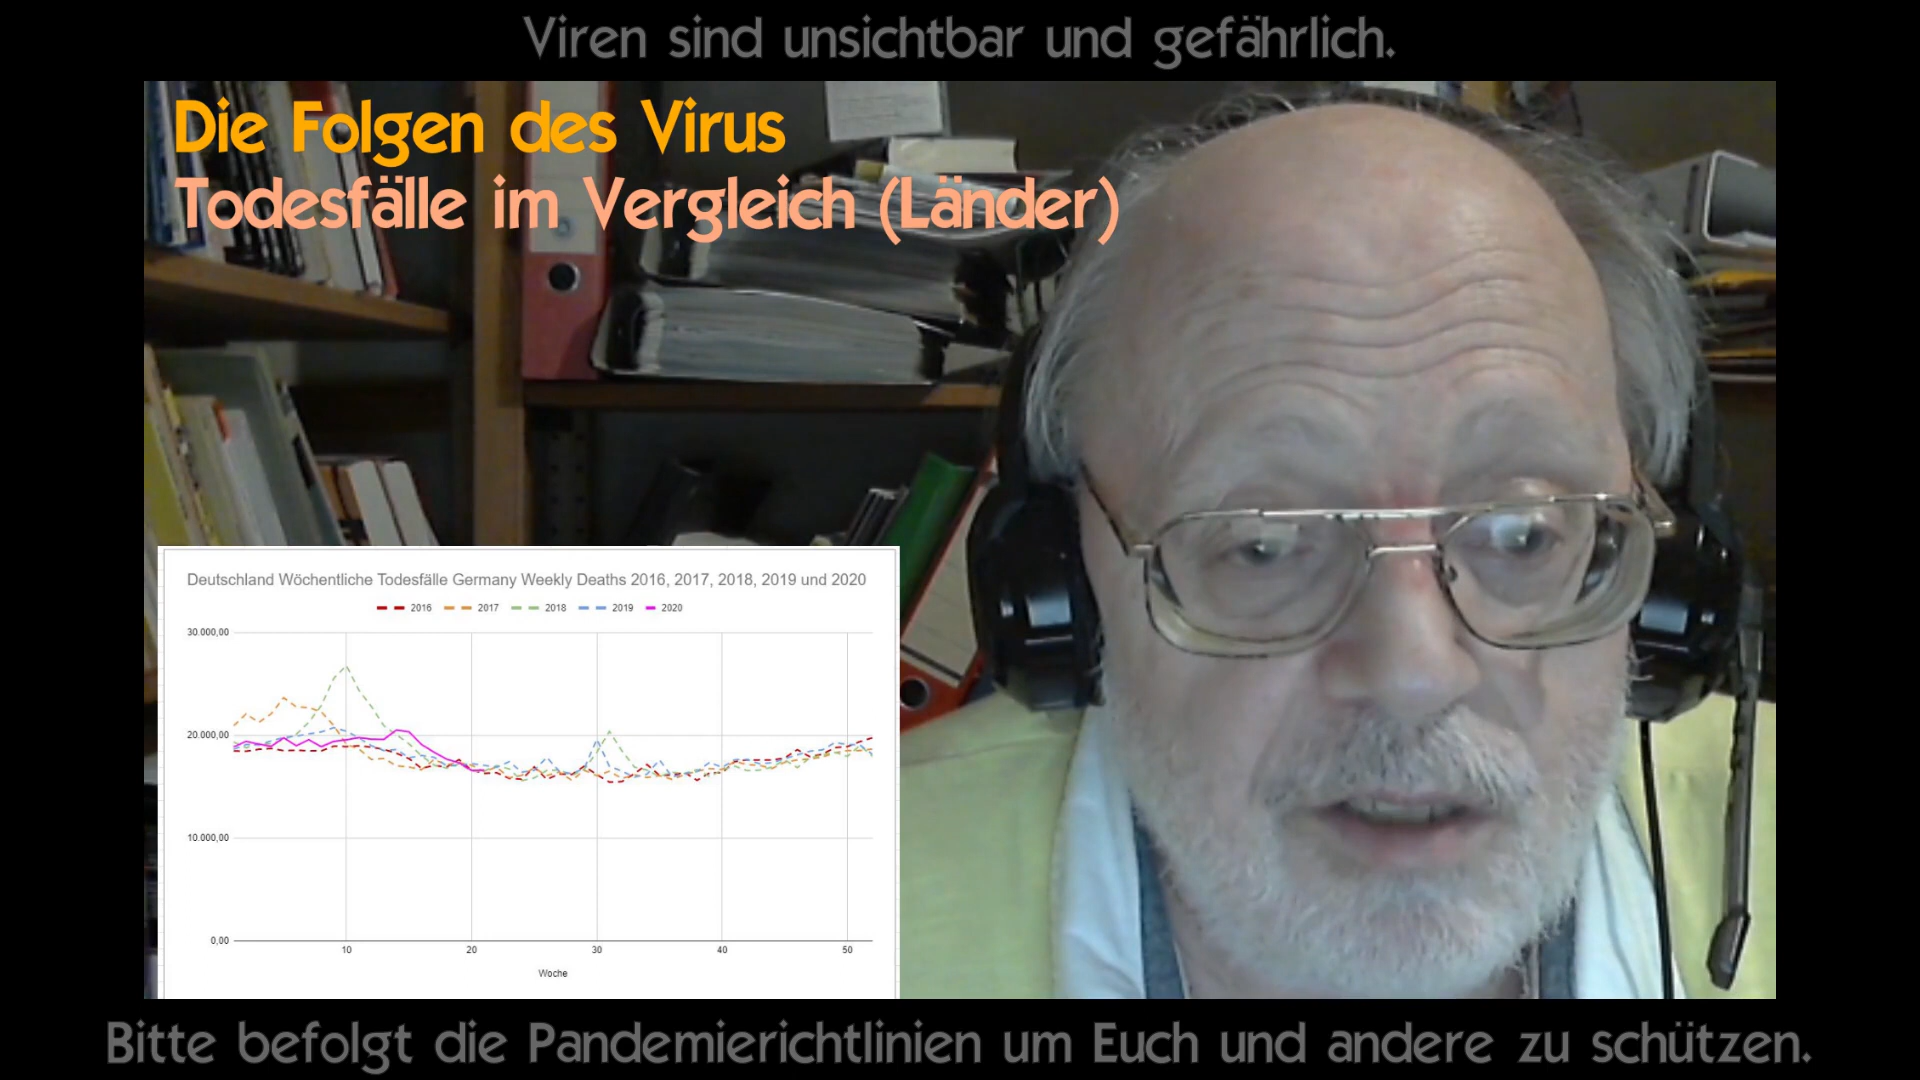 Viren sind unsichtbar und gefährlich.
Die Folgen des Virus
Todesfälle im Vergleich (Länder)
Deutschland Wöchentliche Todesfälle Germany Weekly Deaths 2016, 2017, 2018, 2019 und 2020
2016 2017 2018 2019 2020
30.000,00
20.000,00
10.000,00
0,00
10 20 30 40 50
Woche
Bitte befolgt die Pandemierichtlinien um Euch und andere zu schützen.